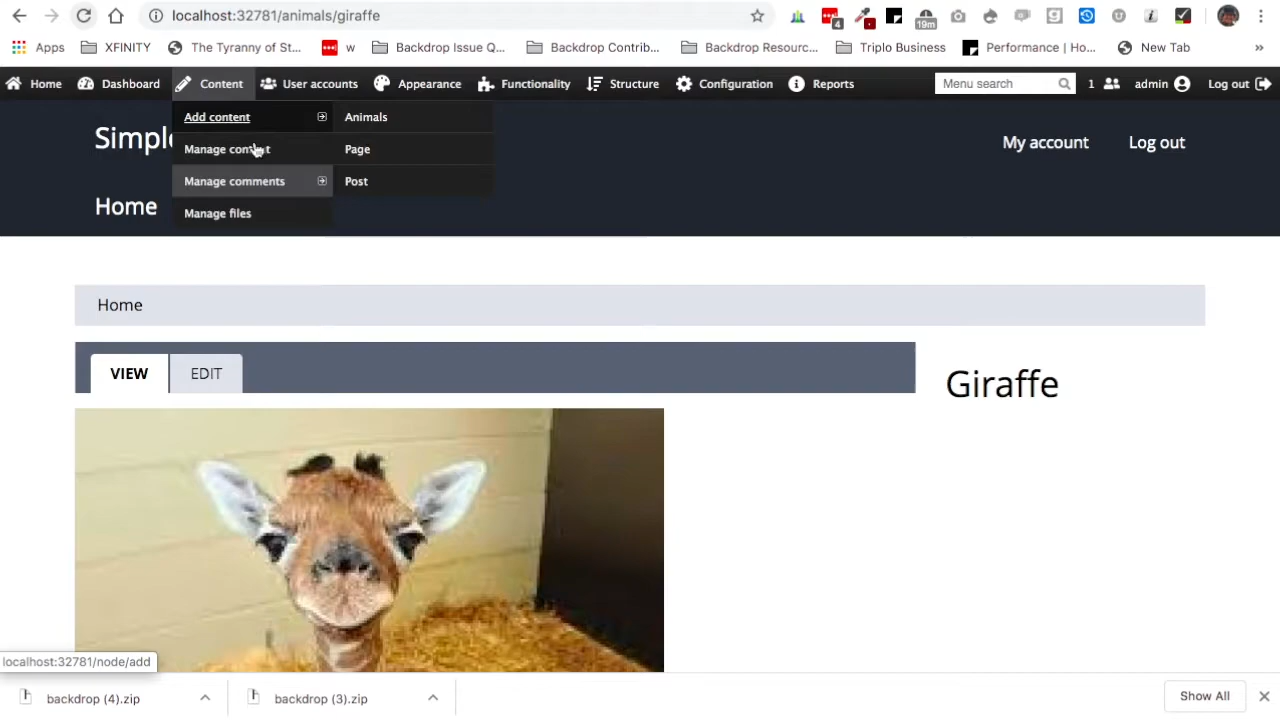 localhost:32781/animals/giraffe
4
19m
Apps XFINITY The Tyranny of St... w Backdrop Issue Q... Backdrop Contrib... Backdrop Resourc... Triplo Business Performance | Ho... New Tab »
Home Dashboard Content User accounts Appearance Functionality Structure Configuration Reports Menu search 1 admin Log out
Add content Animals
Manage content Page
Manage comments Post
Manage files
Simple
My account Log out
Home
Home
VIEW EDIT
Giraffe
localhost:32781/node/add
backdrop (4).zip backdrop (3).zip Show All